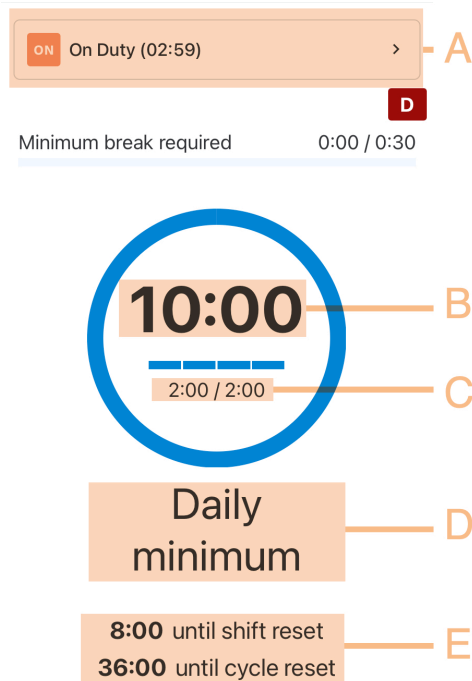 ON On Duty (02:59) > A
D
Minimum break required 0:00 / 0:30
10:00 B
2:00 / 2:00 C
Daily D
minimum
8:00 until shift reset E
36:00 until cycle reset